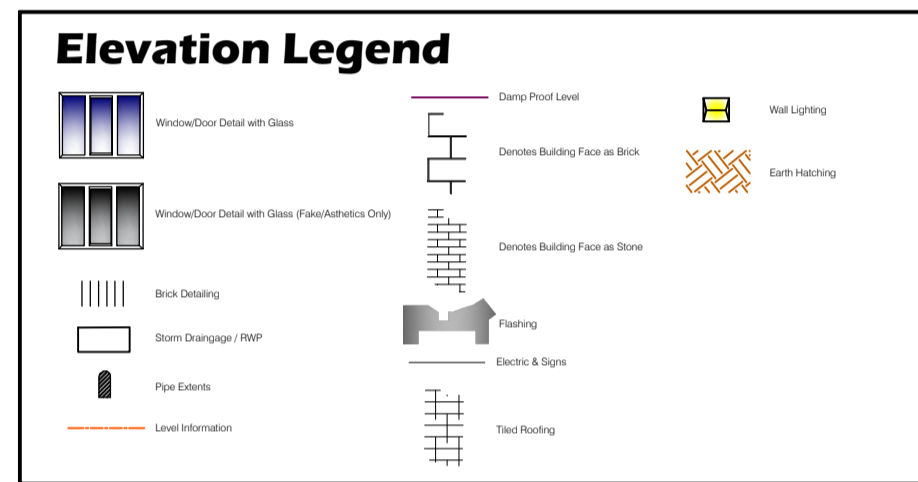 Elevation Legend
Window/Door Detail with Glass
Window/Door Detail with Glass (Fake/Asthetics Only)
Brick Detailing
Storm Draingage / RWP
Pipe Extents
Level Information
Damp Proof Level
Denotes Building Face as Brick
Denotes Building Face as Stone
Flashing
Electric & Signs
Tiled Roofing
Wall Lighting
Earth Hatching